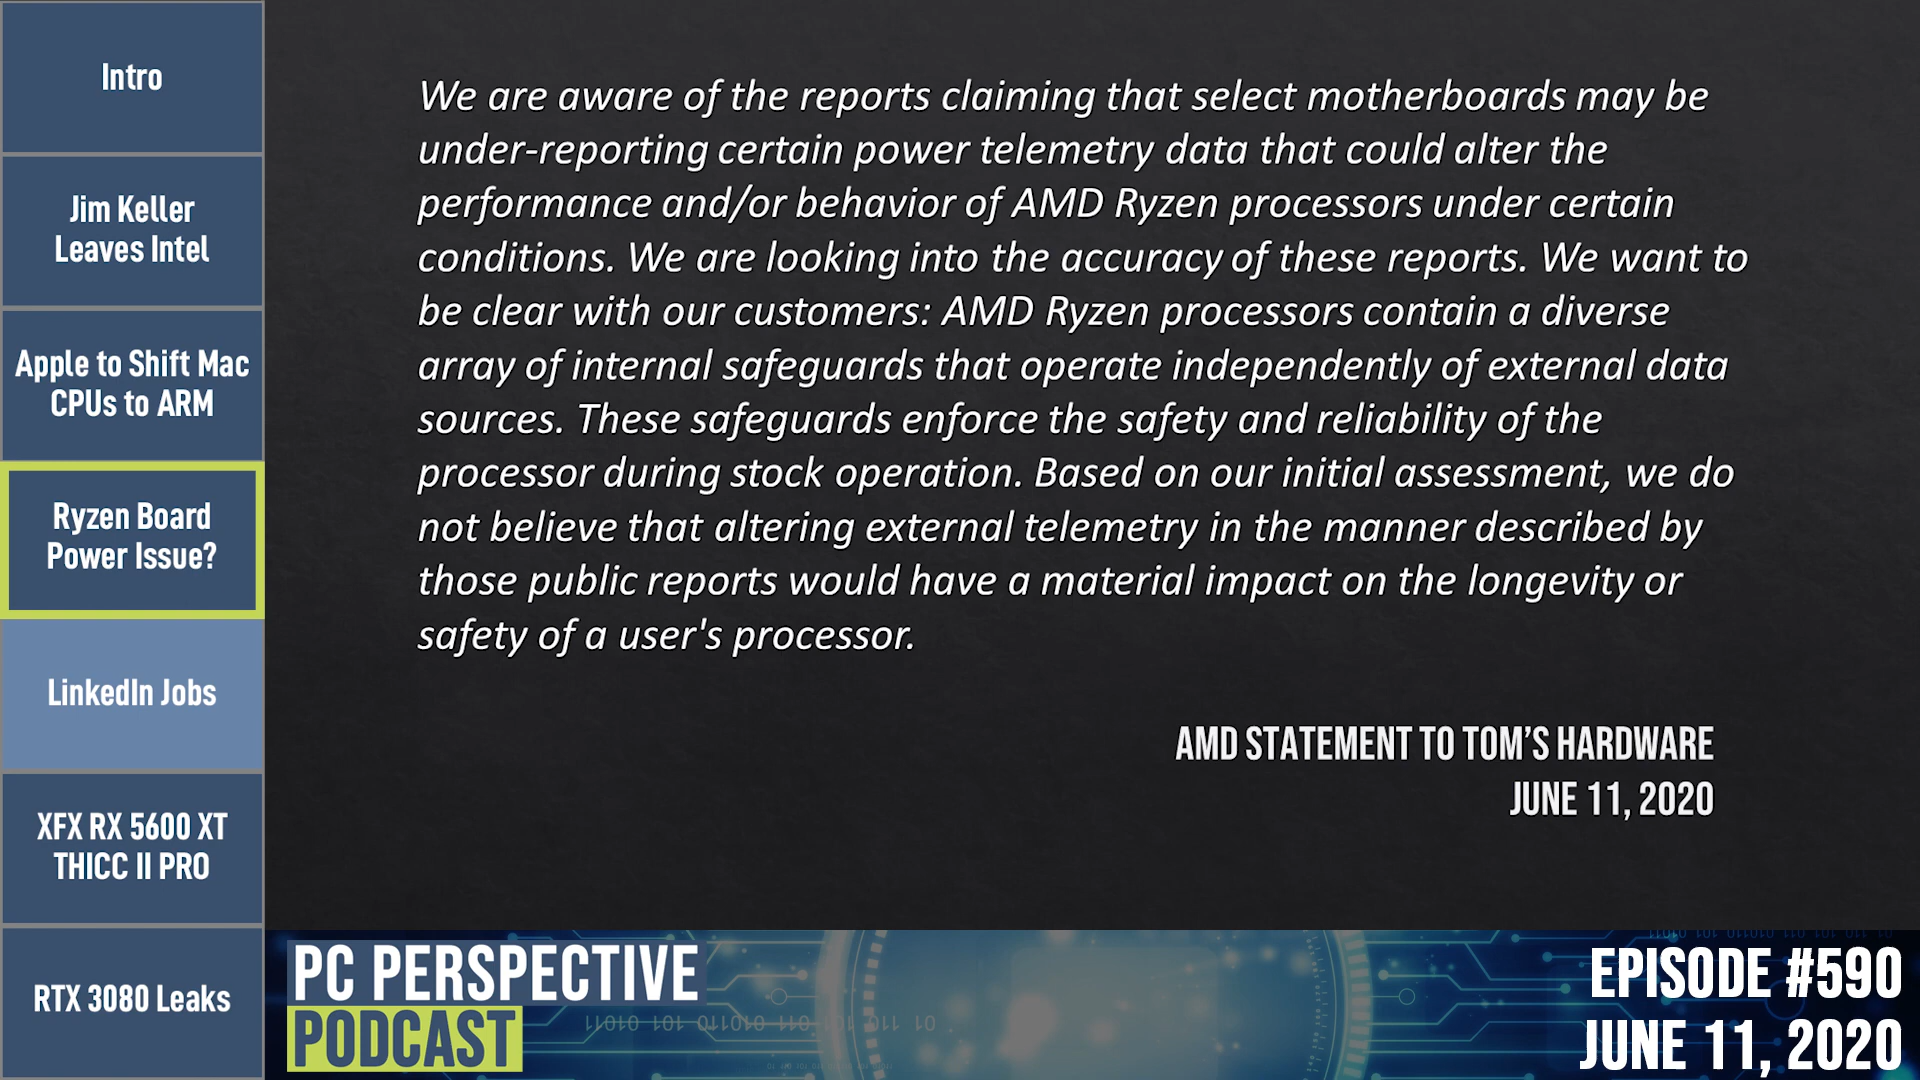 Intro
Jim Keller
Leaves Intel
Apple to Shift Mac
CPUs to ARM
Ryzen Board
Power Issue?
LinkedIn Jobs
XFX RX 5600 XT
THICC II PRO
RTX 3080 Leaks
We are aware of the reports claiming that select motherboards may be
under-reporting certain power telemetry data that could alter the
performance and/or behavior of AMD Ryzen processors under certain
conditions. We are looking into the accuracy of these reports. We want to
be clear with our customers: AMD Ryzen processors contain a diverse
array of internal safeguards that operate independently of external data
sources. These safeguards enforce the safety and reliability of the
processor during stock operation. Based on our initial assessment, we do
not believe that altering external telemetry in the manner described by
those public reports would have a material impact on the longevity or
safety of a user's processor.
AMD STATEMENT TO TOM’S HARDWARE
JUNE 11, 2020
PC PERSPECTIVE
PODCAST
EPISODE #590
JUNE 11, 2020